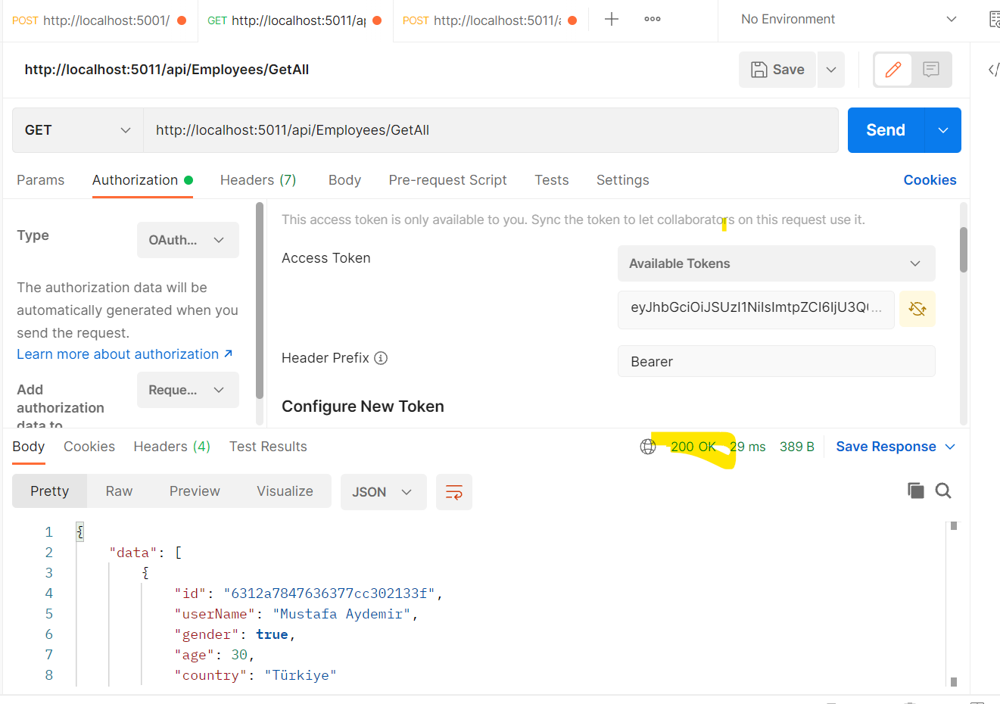 POST http://localhost:5001/ GET http://localhost:5011/ap POST http://localhost:5011/a No Environment
http://localhost:5011/api/Employees/GetAll Save
GET http://localhost:5011/api/Employees/GetAll Send
Params Authorization Headers (7) Body Pre-request Script Tests Settings Cookies
This access token is only available to you. Sync the token to let collaborators on this request use it.
Type OAuth...
Access Token Available Tokens
The authorization data will be
automatically generated when you
send the request.
Learn more about authorization ↗
eyJhbGciOiJSUzI1NiIsImtpZCI6IjU3Q...
Header Prefix Bearer
Add
authorization
data to
Reque...
Configure New Token
Body Cookies Headers (4) Test Results 200 OK 29 ms 389 B Save Response
Pretty Raw Preview Visualize JSON
1 {
2 "data": [
3 {
4 "id": "6312a7847636377cc302133f",
5 "userName": "Mustafa Aydemir",
6 "gender": true,
7 "age": 30,
8 "country": "Türkiye"